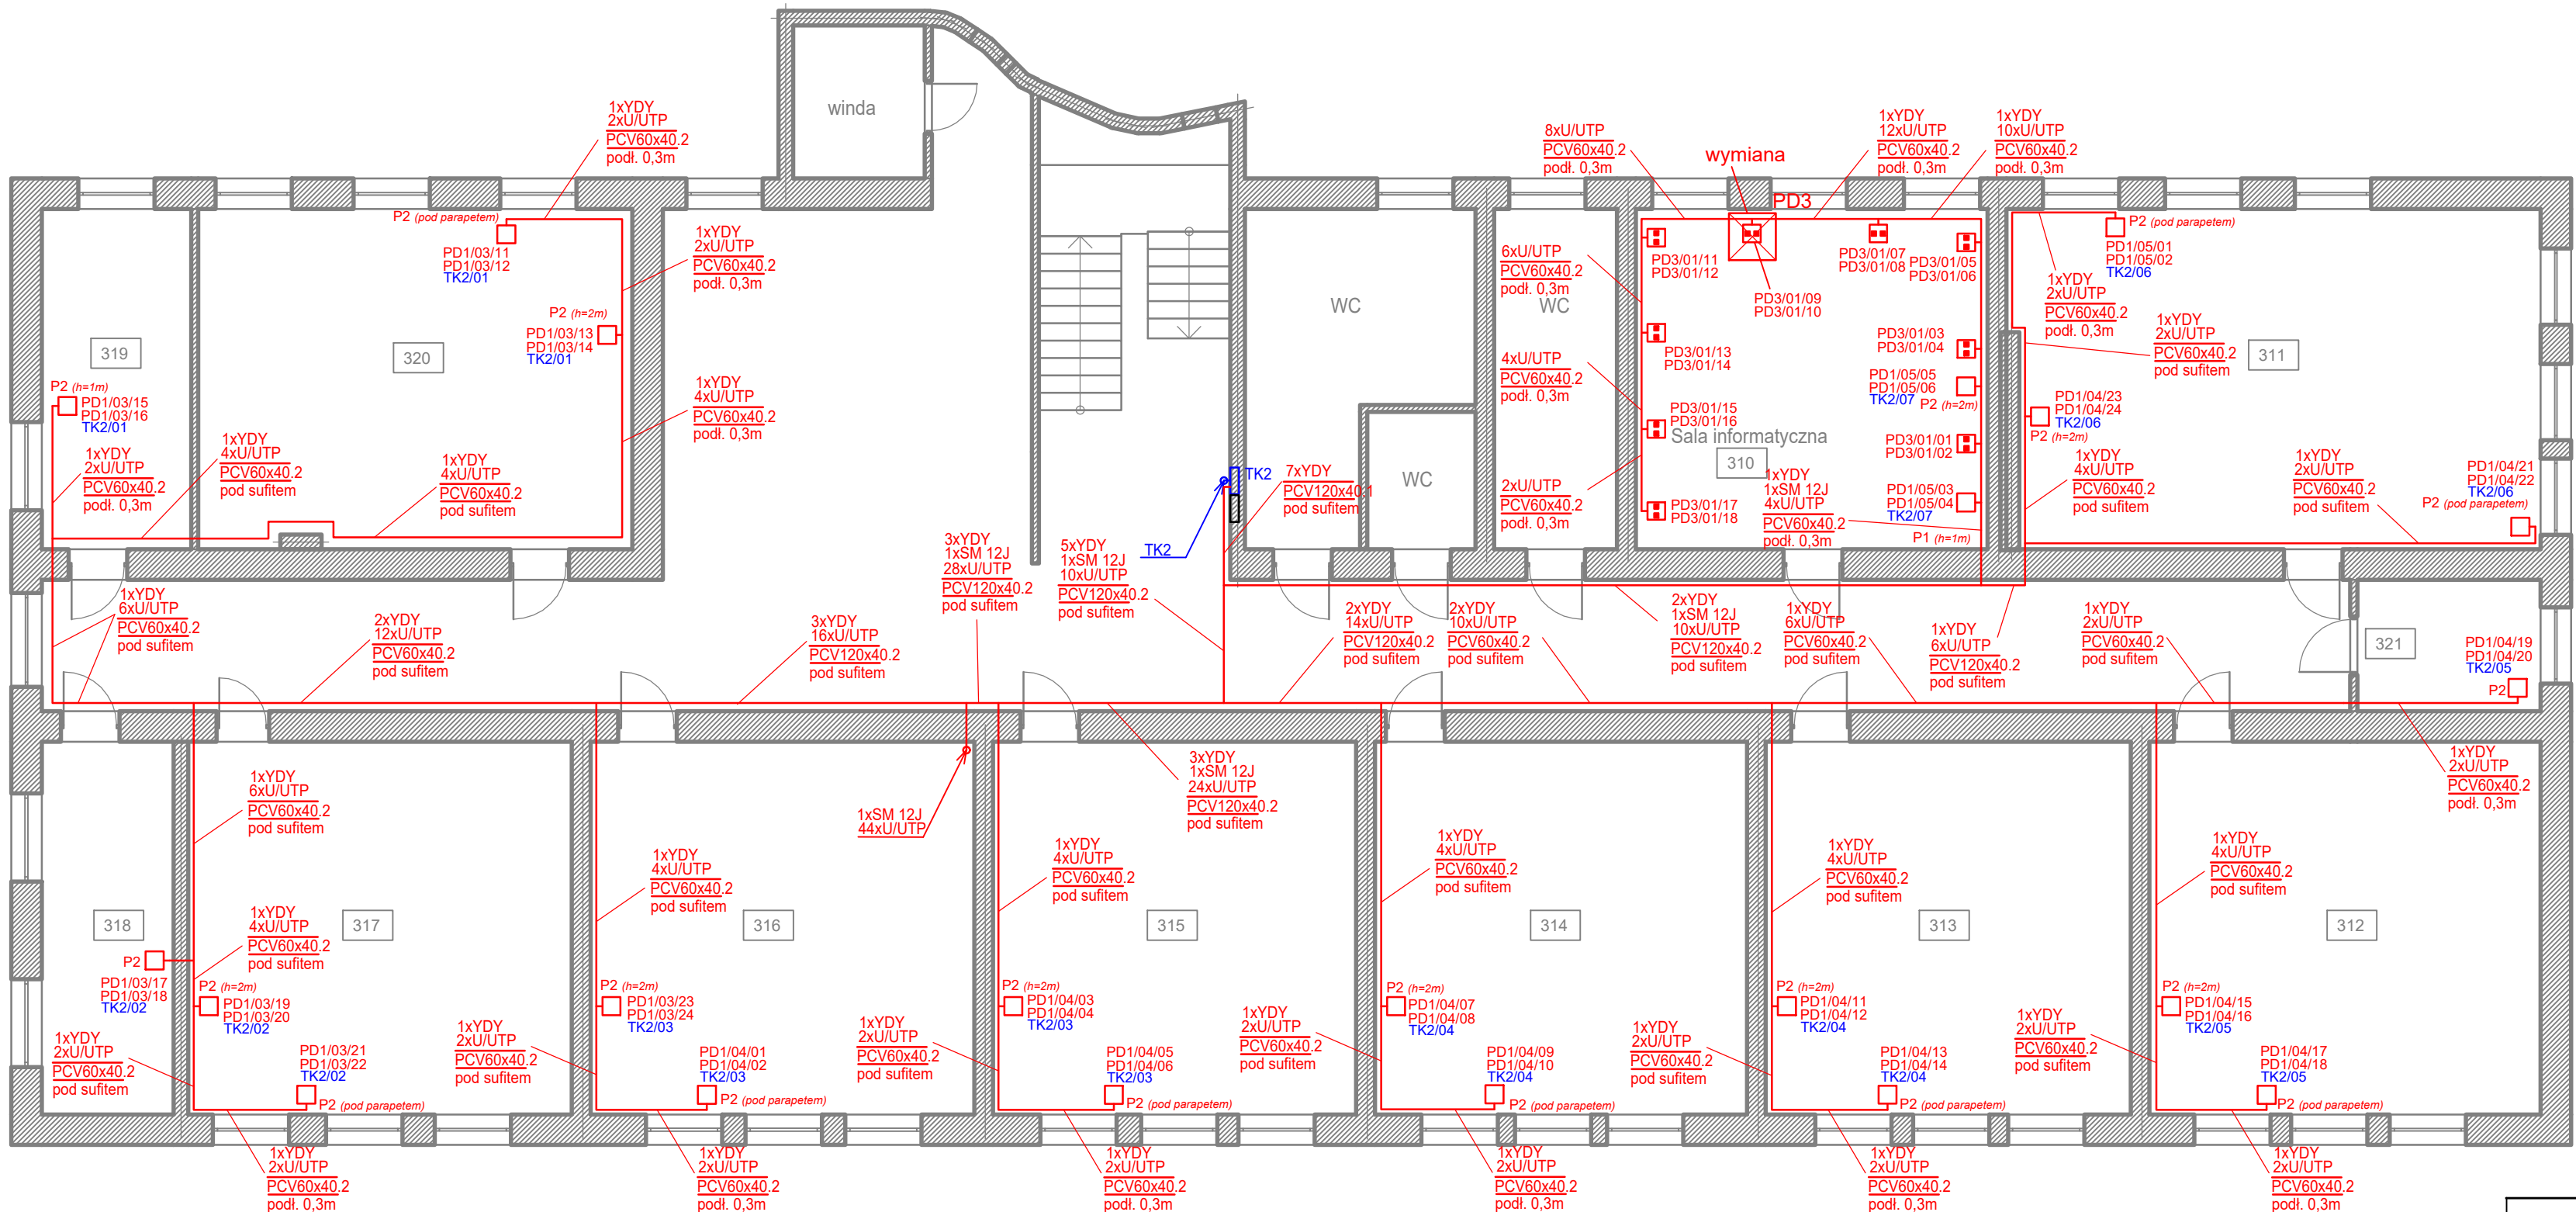 winda
1xYDY
2xU/UTP
PCV60x40.2
podł. 0,3m
P2 (pod parapetem)
PD1/03/11
PD1/03/12
TK2/01
1xYDY
2xU/UTP
PCV60x40.2
podł. 0,3m
P2 (h=2m)
PD1/03/13
PD1/03/14
TK2/01
319
320
P2 (h=1m)
PD1/03/15
PD1/03/16
TK2/01
1xYDY
2xU/UTP
PCV60x40.2
podł. 0,3m
1xYDY
4xU/UTP
PCV60x40.2
pod sufitem
1xYDY
4xU/UTP
PCV60x40.2
pod sufitem
1xYDY
4xU/UTP
PCV60x40.2
podł. 0,3m
8xU/UTP
PCV60x40.2
podł. 0,3m
wymiana
PD3
1xYDY
12xU/UTP
PCV60x40.2
podł. 0,3m
1xYDY
10xU/UTP
PCV60x40.2
podł. 0,3m
WC
WC
WC
6xU/UTP
PCV60x40.2
podł. 0,3m
4xU/UTP
PCV60x40.2
podł. 0,3m
2xU/UTP
PCV60x40.2
podł. 0,3m
PD3/01/11
PD3/01/12
PD3/01/09
PD3/01/10
PD3/01/07
PD3/01/08
PD3/01/05
PD3/01/06
PD3/01/13
PD3/01/14
PD3/01/03
PD3/01/04
PD1/05/05
PD1/05/06
TK2/07
P2 (h=2m)
PD3/01/15
PD3/01/16
Sala informatyczna
310
PD3/01/01
PD3/01/02
PD3/01/17
PD3/01/18
1xYDY
1xSM 12J
4xU/UTP
PCV60x40.2
podł. 0,3m
PD1/05/03
PD1/05/04
TK2/07
P1 (h=1m)
P2 (pod parapetem)
PD1/05/01
PD1/05/02
TK2/06
1xYDY
2xU/UTP
PCV60x40.2
podł. 0,3m
1xYDY
2xU/UTP
PCV60x40.2
pod sufitem
311
PD1/04/23
PD1/04/24
TK2/06
P2 (h=2m)
1xYDY
4xU/UTP
PCV60x40.2
pod sufitem
1xYDY
2xU/UTP
PCV60x40.2
pod sufitem
PD1/04/21
PD1/04/22
TK2/06
P2 (pod parapetem)
TK2
TK2
7xYDY
PCV120x40.1
pod sufitem
1xYDY
6xU/UTP
PCV60x40.2
pod sufitem
2xYDY
12xU/UTP
PCV60x40.2
pod sufitem
3xYDY
16xU/UTP
PCV120x40.2
pod sufitem
3xYDY
1xSM 12J
28xU/UTP
PCV120x40.2
pod sufitem
5xYDY
1xSM 12J
10xU/UTP
PCV120x40.2
pod sufitem
2xYDY
14xU/UTP
PCV120x40.2
pod sufitem
2xYDY
10xU/UTP
PCV60x40.2
pod sufitem
2xYDY
1xSM 12J
10xU/UTP
PCV120x40.2
pod sufitem
1xYDY
6xU/UTP
PCV60x40.2
pod sufitem
1xYDY
6xU/UTP
PCV120x40.2
pod sufitem
1xYDY
2xU/UTP
PCV60x40.2
pod sufitem
321
PD1/04/19
PD1/04/20
TK2/05
P2
1xYDY
2xU/UTP
PCV60x40.2
podł. 0,3m
1xYDY
6xU/UTP
PCV60x40.2
pod sufitem
1xYDY
4xU/UTP
PCV60x40.2
pod sufitem
318
317
P2
PD1/03/17
PD1/03/18
TK2/02
P2 (h=2m)
PD1/03/19
PD1/03/20
TK2/02
1xYDY
2xU/UTP
PCV60x40.2
pod sufitem
PD1/03/21
PD1/03/22
TK2/02
P2 (pod parapetem)
1xYDY
2xU/UTP
PCV60x40.2
podł. 0,3m
1xSM 12J
44xU/UTP
1xYDY
4xU/UTP
PCV60x40.2
pod sufitem
316
P2 (h=2m)
PD1/03/23
PD1/03/24
TK2/03
1xYDY
2xU/UTP
PCV60x40.2
pod sufitem
PD1/04/01
PD1/04/02
TK2/03
P2 (pod parapetem)
1xYDY
2xU/UTP
PCV60x40.2
podł. 0,3m
3xYDY
1xSM 12J
24xU/UTP
PCV120x40.2
pod sufitem
1xYDY
4xU/UTP
PCV60x40.2
pod sufitem
315
P2 (h=2m)
PD1/04/03
PD1/04/04
TK2/03
1xYDY
2xU/UTP
PCV60x40.2
pod sufitem
PD1/04/05
PD1/04/06
TK2/03
P2 (pod parapetem)
1xYDY
2xU/UTP
PCV60x40.2
podł. 0,3m
1xYDY
4xU/UTP
PCV60x40.2
pod sufitem
314
P2 (h=2m)
PD1/04/07
PD1/04/08
TK2/04
1xYDY
2xU/UTP
PCV60x40.2
pod sufitem
PD1/04/09
PD1/04/10
TK2/04
P2 (pod parapetem)
1xYDY
2xU/UTP
PCV60x40.2
podł. 0,3m
1xYDY
4xU/UTP
PCV60x40.2
pod sufitem
313
P2 (h=2m)
PD1/04/11
PD1/04/12
TK2/04
1xYDY
2xU/UTP
PCV60x40.2
pod sufitem
PD1/04/13
PD1/04/14
TK2/04
P2 (pod parapetem)
1xYDY
2xU/UTP
PCV60x40.2
podł. 0,3m
1xYDY
4xU/UTP
PCV60x40.2
pod sufitem
312
P2 (h=2m)
PD1/04/15
PD1/04/16
TK2/05
1xYDY
2xU/UTP
PCV60x40.2
pod sufitem
PD1/04/17
PD1/04/18
TK2/05
P2 (pod parapetem)
1xYDY
2xU/UTP
PCV60x40.2
podł. 0,3m